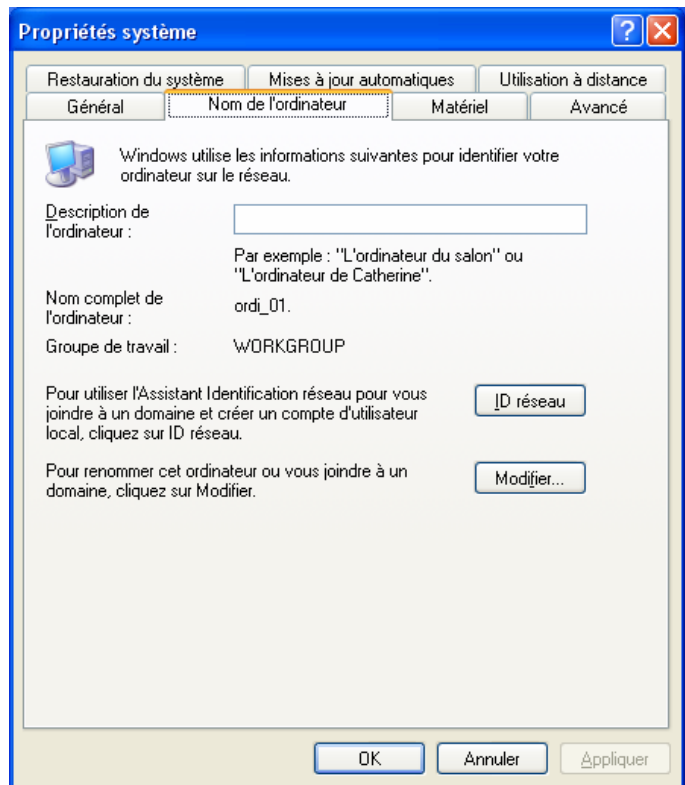 Propriétés système
Restauration du système Mises à jour automatiques Utilisation à distance
Général Nom de l'ordinateur Matériel Avancé
Windows utilise les informations suivantes pour identifier votre
ordinateur sur le réseau.
Description de
l'ordinateur :
Par exemple : "L'ordinateur du salon" ou
"L'ordinateur de Catherine".
Nom complet de
l'ordinateur :
ordi_01.
Groupe de travail : WORKGROUP
Pour utiliser l'Assistant Identification réseau pour vous
joindre à un domaine et créer un compte d'utilisateur
local, cliquez sur ID réseau.
ID réseau
Pour renommer cet ordinateur ou vous joindre à un
domaine, cliquez sur Modifier.
Modifier...
OK Annuler Appliquer